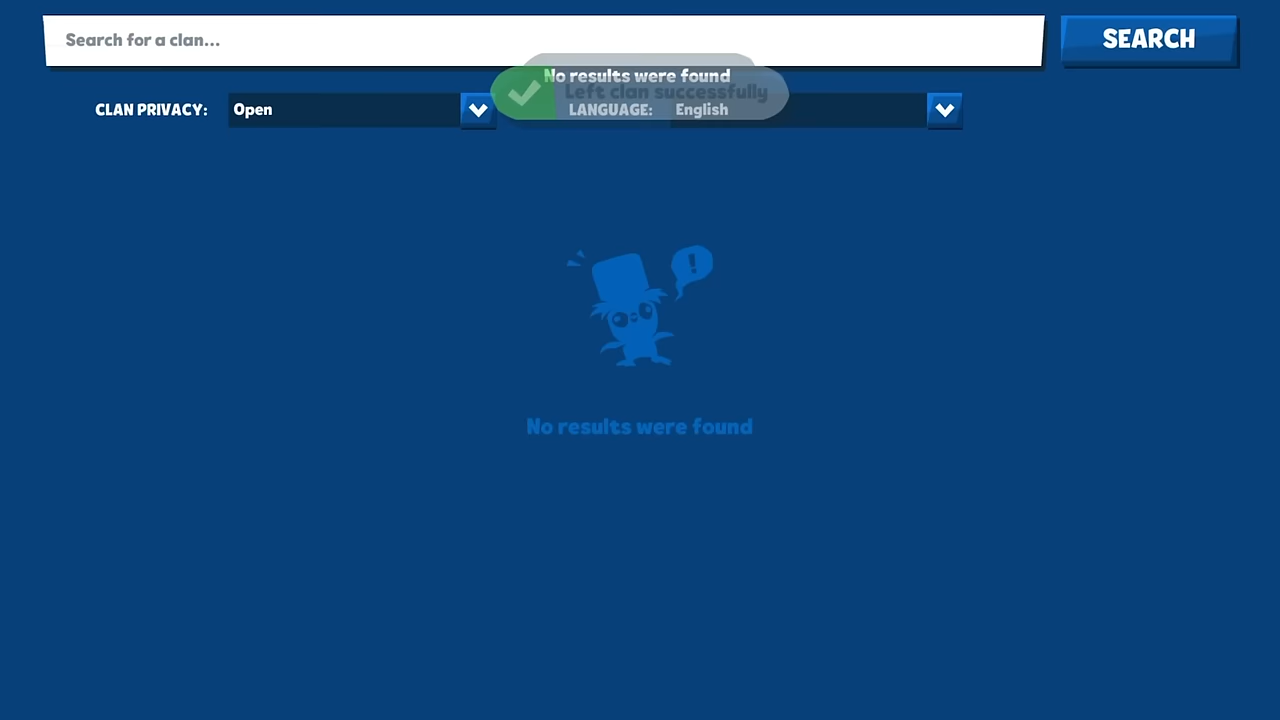 Search for a clan...
SEARCH
No results were found
Left clan successfully
CLAN PRIVACY: Open
LANGUAGE: English
!
No results were found